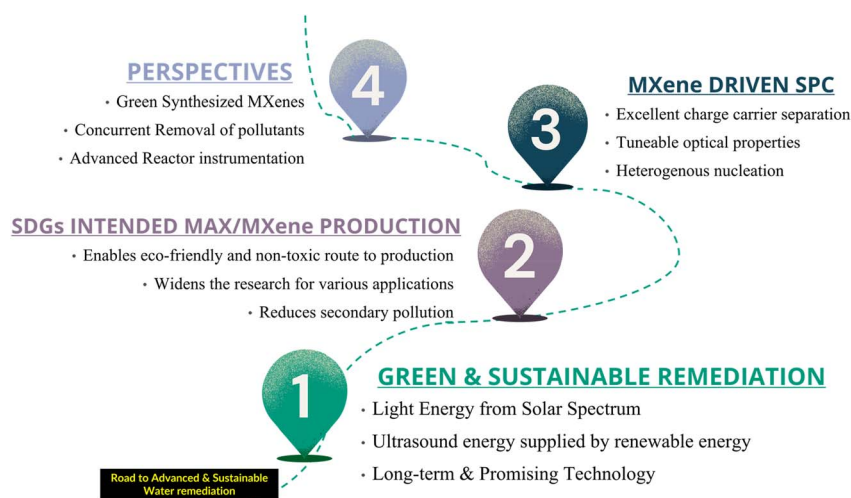 PERSPECTIVES
• Green Synthesized MXenes
• Concurrent Removal of pollutants
• Advanced Reactor instrumentation
4
3
MXene DRIVEN SPC
• Excellent charge carrier separation
• Tuneable optical properties
• Heterogenous nucleation
SDGs INTENDED MAX/MXene PRODUCTION
• Enables eco-friendly and non-toxic route to production
• Widens the research for various applications
• Reduces secondary pollution
2
1
GREEN & SUSTAINABLE REMEDIATION
• Light Energy from Solar Spectrum
• Ultrasound energy supplied by renewable energy
• Long-term & Promising Technology
Road to Advanced & Sustainable
Water remediation